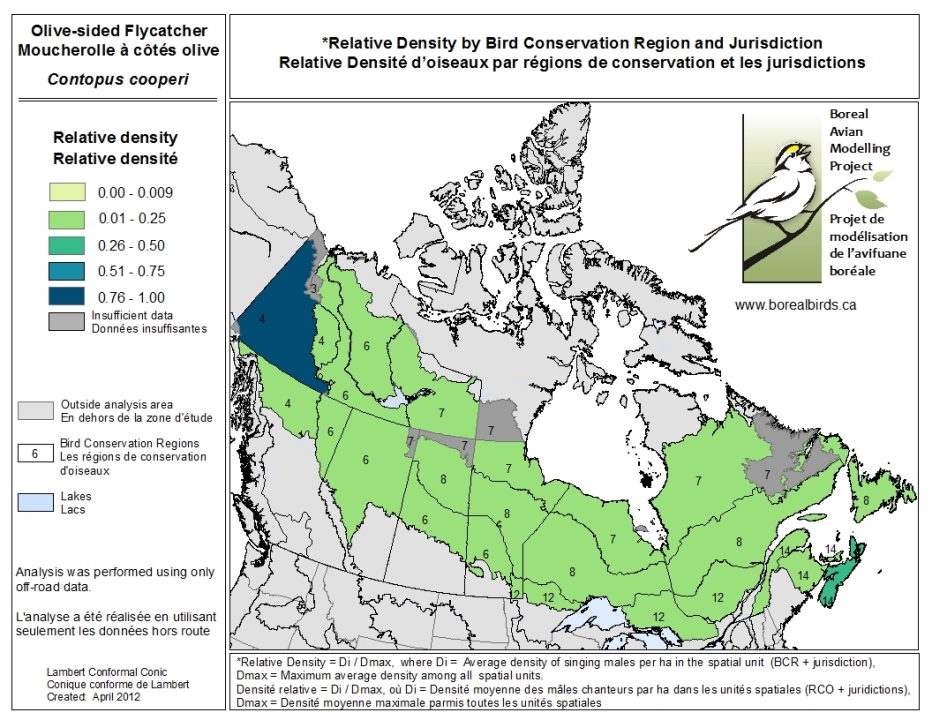 Olive-sided Flycatcher
Moucherolle à côtés olive
Contopus cooperi
*Relative Density by Bird Conservation Region and Jurisdiction
Relative Densité d'oiseaux par régions de conservation et les jurisdictions
Relative density
Relative densité
0.00 - 0.009
0.01 - 0.25
0.26 - 0.50
0.51 - 0.75
0.76 - 1.00
Insufficient data
Données insuffisantes
Outside analysis area
En dehors de la zone d'étude
6
Bird Conservation Regions
Les régions de conservation
d'oiseaux
Lakes
Lacs
Analysis was performed using only
off-road data.
L'analyse a été réalisée en utilisant
seulement les données hors route
Lambert Conformal Conic
Conique conforme de Lambert
Created: April 2012
Boreal
Avian
Modelling
Project
Projet de
modélisation
de l'avifuane
boréale
www.borealbirds.ca
3
4
4
6
4
6
7
7
6
7
7
6
8
7
7
7
8
6
8
7
8
14
14
6
8
14
2
12
12
12
14
*Relative Density = Di / Dmax, where Di = Average density of singing males per ha in the spatial unit (BCR + jurisdiction),
Dmax = Maximum average density among all spatial units.
Densité relative = Di / Dmax, où Di = Densité moyenne des mâles chanteurs par ha dans les unités spatiales (RCO + juridictions),
Dmax = Densité moyenne maximale parmis toutes les unités spatiales